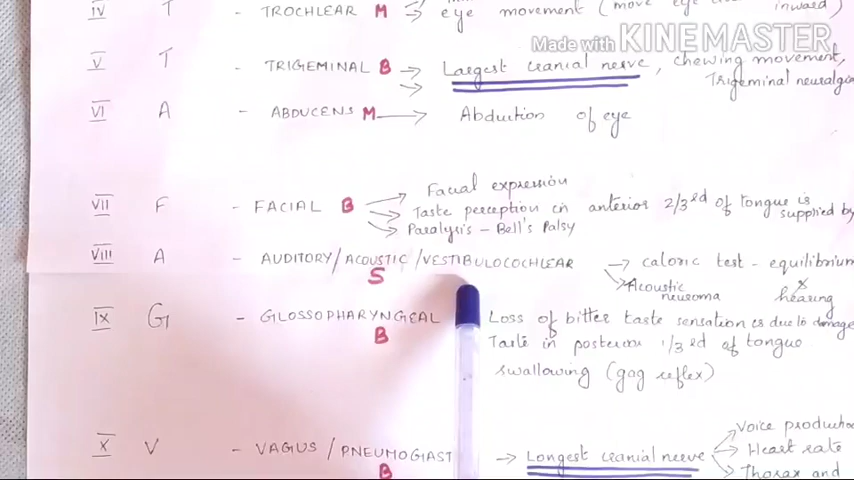 IV T - TROCHLEAR M eye movement (move eye inward)
Made with KINEMASTER
V T - TRIGEMINAL B → Largest cranial nerve, chewing movement,
→ Trigeminal neuralgia
VI A - ABDUCENS M → Abduction of eye
VII F - FACIAL B → Facial expression
→ Taste perception in anterior 2/3rd of tongue is supplied by
→ Paralysis - Bell's Palsy
VIII A - AUDITORY/ACOUSTIC/VESTIBULOCOCHLEAR → caloric test - equilibrium
S → Acoustic neuroma & hearing
IX G - GLOSSOPHARYNGEAL Loss of bitter taste sensation is due to damage
B Taste in posterior 1/3rd of tongue
swallowing (gag reflex)
X V - VAGUS / PNEUMOGAST → Longest cranial nerve → Voice production
→ Heart rate
B → Thorax and